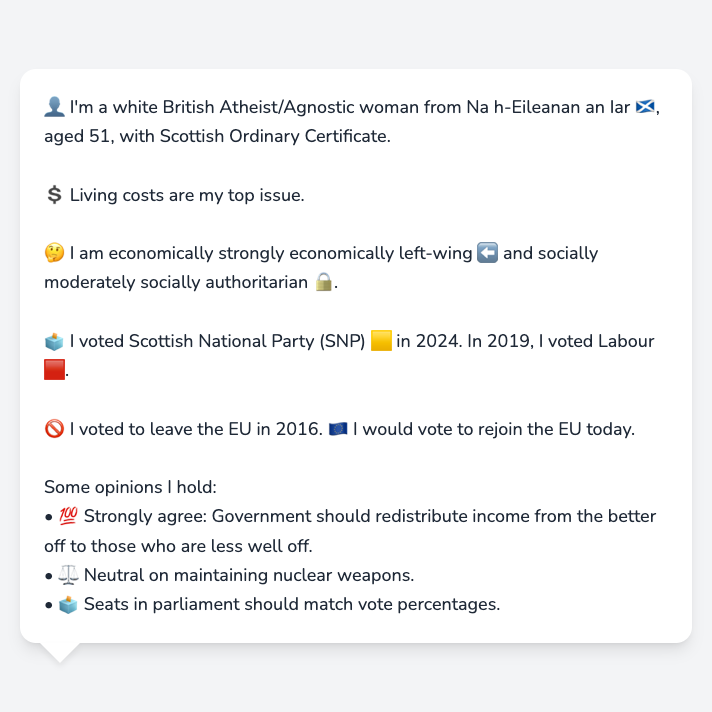 👤 I'm a white British Atheist/Agnostic woman from Na h-Eileanan an Iar 🏴󠁧󠁢󠁳󠁣󠁴󠁿,
aged 51, with Scottish Ordinary Certificate.
💲 Living costs are my top issue.
🤔 I am economically strongly economically left-wing ⬅️ and socially
moderately socially authoritarian 🔒.
🗳️ I voted Scottish National Party (SNP) 🟨 in 2024. In 2019, I voted Labour
🟥.
🚫 I voted to leave the EU in 2016. 🇪🇺 I would vote to rejoin the EU today.
Some opinions I hold:
• 💯 Strongly agree: Government should redistribute income from the better
off to those who are less well off.
• ⚖️ Neutral on maintaining nuclear weapons.
• 🗳️ Seats in parliament should match vote percentages.